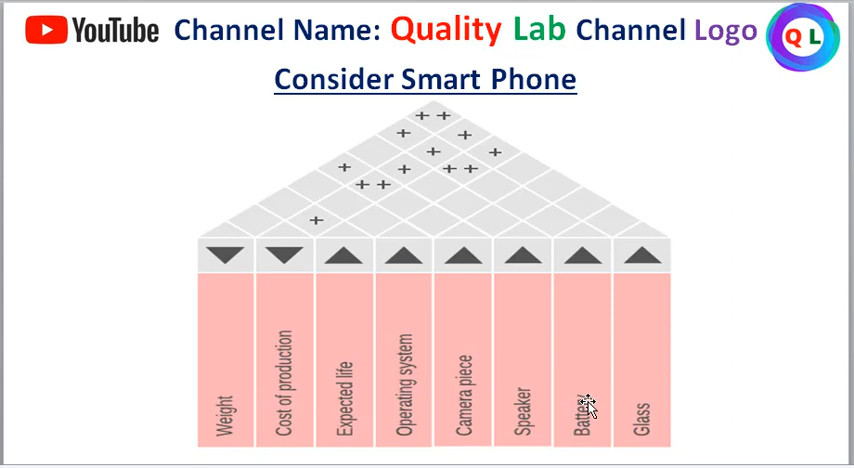 YouTube Channel Name: Quality Lab Channel Logo QL
Consider Smart Phone
++
+ +
+ +
+ + ++
++
+
Weight
Cost of production
Expected life
Operating system
Camera piece
Speaker
Battery
Glass